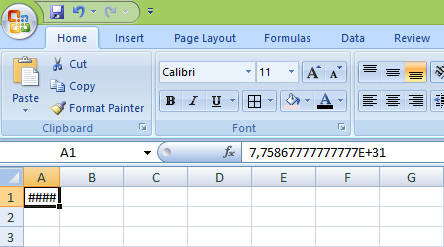 Home Insert Page Layout Formulas Data Review
Cut
Copy
Paste
Format Painter
Clipboard
Calibri 11 A A
B I U A
Font
A1 fx 7,75867777777777E+31
A B C D E F G
1 ####
2
3